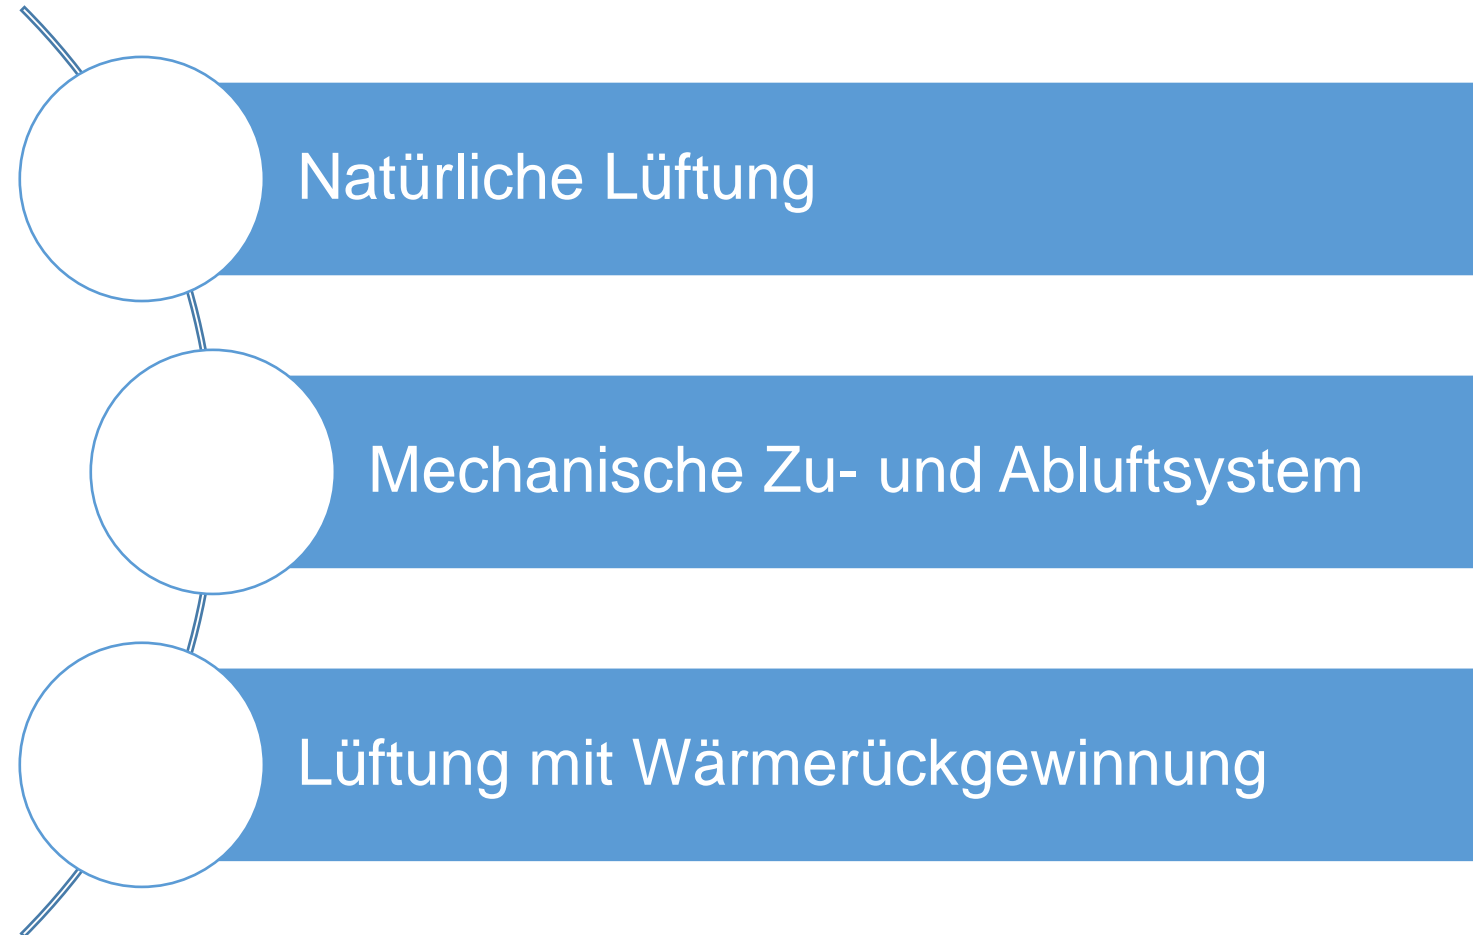 Natürliche Lüftung
Mechanische Zu- und Abluftsystem
Lüftung mit Wärmerückgewinnung